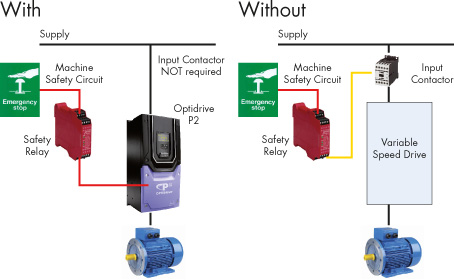 With
Supply
Machine
Safety Circuit
Input Contactor
NOT required
Emergency
stop
Optidrive
P2
Safety
Relay
Without
Supply
Machine
Safety Circuit
Input
Contactor
Emergency
stop
Safety
Relay
Variable
Speed Drive